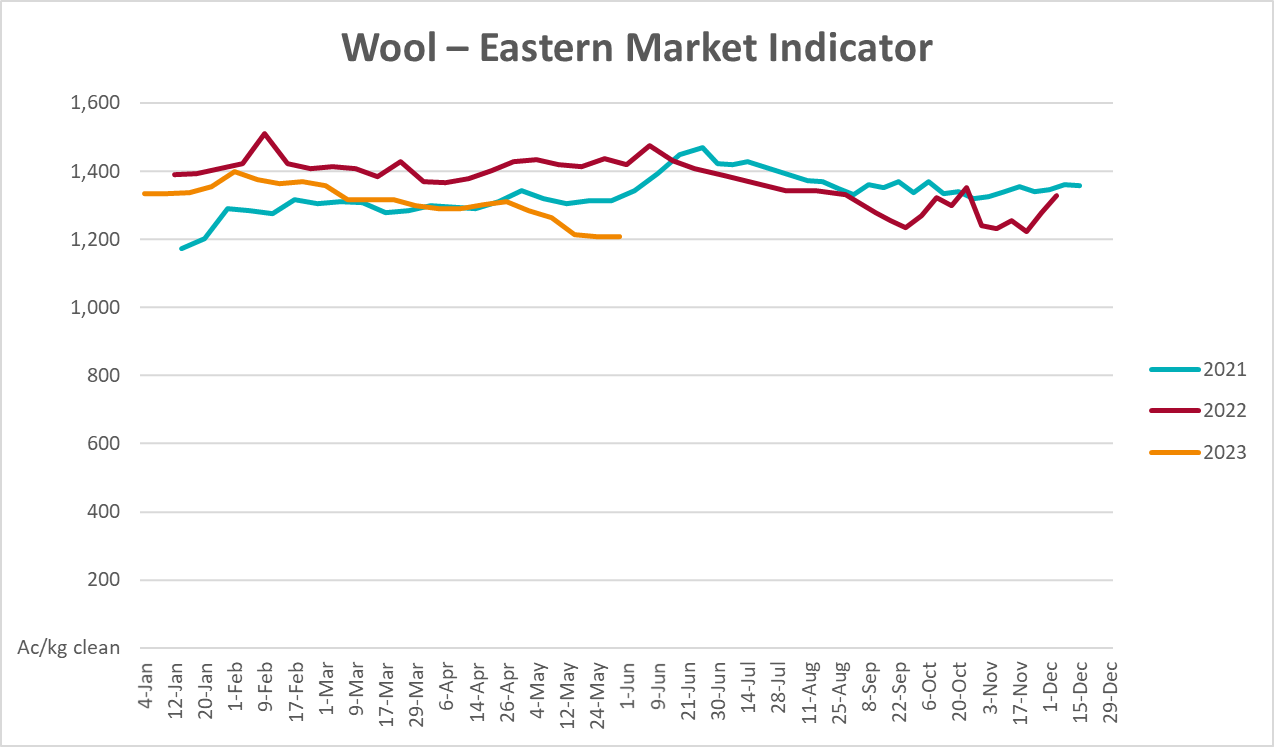 Wool – Eastern Market Indicator
1,600
1,400
1,200
1,000
800
600
400
200
Ac/kg clean
4-Jan
12-Jan
20-Jan
1-Feb
9-Feb
17-Feb
1-Mar
9-Mar
17-Mar
29-Mar
6-Apr
14-Apr
26-Apr
4-May
12-May
24-May
1-Jun
9-Jun
21-Jun
30-Jun
14-Jul
28-Jul
11-Aug
25-Aug
8-Sep
22-Sep
6-Oct
20-Oct
3-Nov
17-Nov
1-Dec
15-Dec
29-Dec
2021
2022
2023